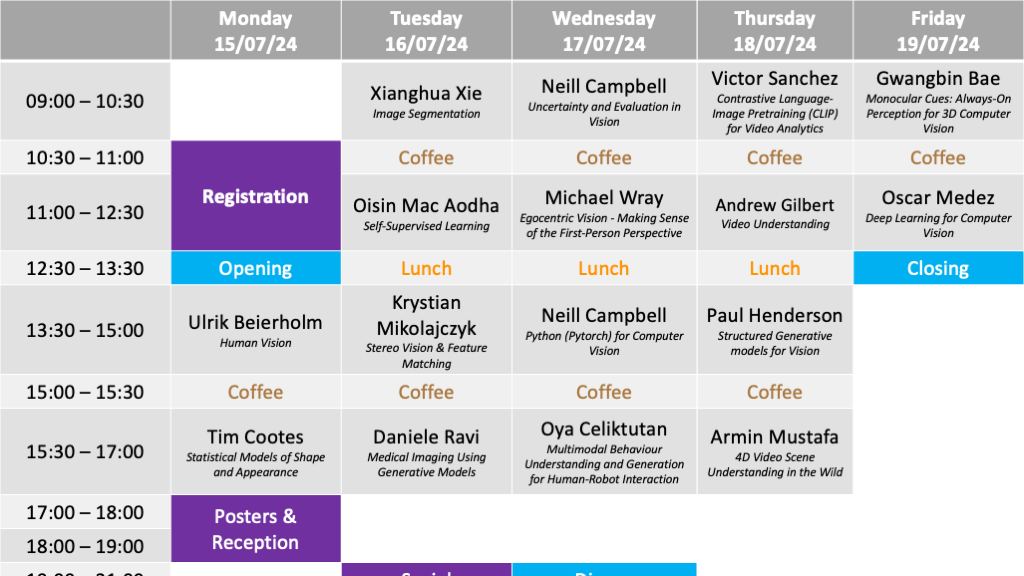 Monday
15/07/24
Tuesday
16/07/24
Wednesday
17/07/24
Thursday
18/07/24
Friday
19/07/24
09:00 – 10:30
Xianghua Xie
Image Segmentation
Neill Campbell
Uncertainty and Evaluation in
Vision
Victor Sanchez
Contrastive Language-
Image Pretraining (CLIP)
for Video Analytics
Gwangbin Bae
Monocular Cues: Always-On
Perception for 3D Computer
Vision
10:30 – 11:00
Registration
Coffee
Coffee
Coffee
Coffee
11:00 – 12:30
Oisin Mac Aodha
Self-Supervised Learning
Michael Wray
Egocentric Vision - Making Sense
of the First-Person Perspective
Andrew Gilbert
Video Understanding
Oscar Medez
Deep Learning for Computer
Vision
12:30 – 13:30
Opening
Lunch
Lunch
Lunch
Closing
13:30 – 15:00
Ulrik Beierholm
Human Vision
Krystian
Mikolajczyk
Stereo Vision & Feature
Matching
Neill Campbell
Python (Pytorch) for Computer
Vision
Paul Henderson
Structured Generative
models for Vision
15:00 – 15:30
Coffee
Coffee
Coffee
Coffee
15:30 – 17:00
Tim Cootes
Statistical Models of Shape
and Appearance
Daniele Ravi
Medical Imaging Using
Generative Models
Oya Celiktutan
Multimodal Behaviour
Understanding and Generation
for Human-Robot Interaction
Armin Mustafa
4D Video Scene
Understanding in the Wild
17:00 – 18:00
Posters &
Reception
18:00 – 19:00